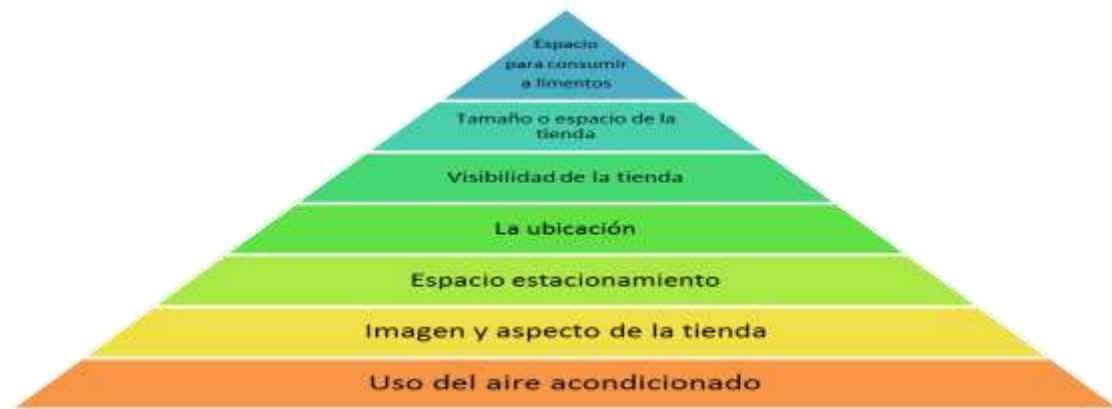 Espacio
para consumir
a limentos
Tamaño o espacio de la
tienda
Visibilidad de la tienda
La ubicación
Espacio estacionamiento
Imagen y aspecto de la tienda
Uso del aire acondicionado